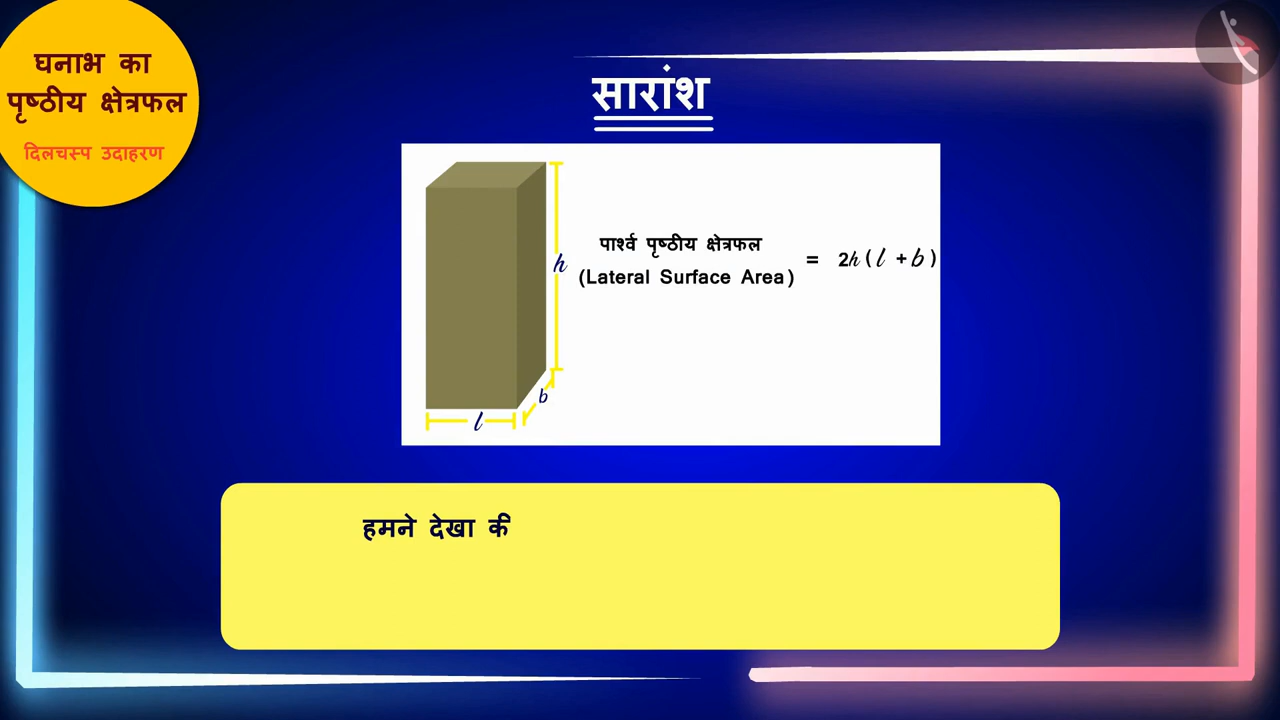 घनाभ का
पृष्ठीय क्षेत्रफल
दिलचस्प उदाहरण
सारांश
h
पार्श्व पृष्ठीय क्षेत्रफल
(Lateral Surface Area)
= 2h(l + b)
b
l
हमने देखा की